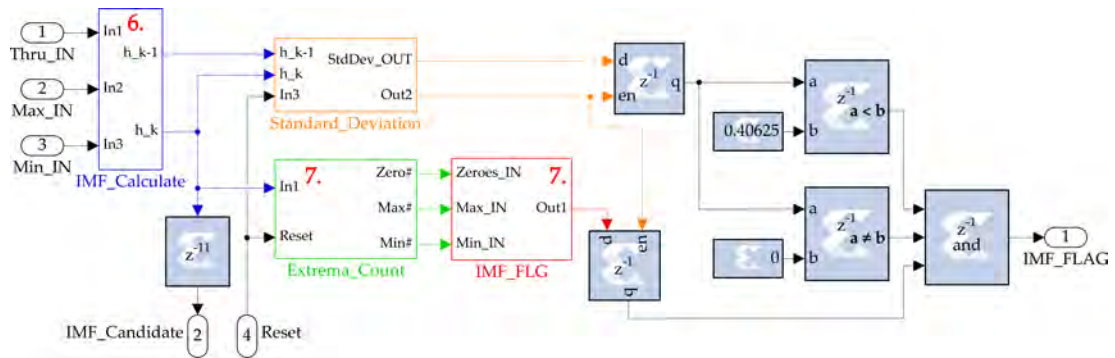 1
Thru_IN
2
Max_IN
3
Min_IN
6.
In1
h_k-1
In2
h_k
In3
IMF_Calculate
h_k-1
StdDev_OUT
h_k
In3
Out2
Standard_Deviation
d
z-1
q
en
a
z-1
a < b
b
0.40625
7.
In1
Zero#
Max#
Reset
Min#
Extrema_Count
7.
Zeroes_IN
Max_IN
Out1
Min_IN
IMF_FLG
d
en
z-1
q
a
z-1
a ≠ b
b
0
z-1
and
1
IMF_FLAG
z-11
IMF_Candidate
2
4
Reset